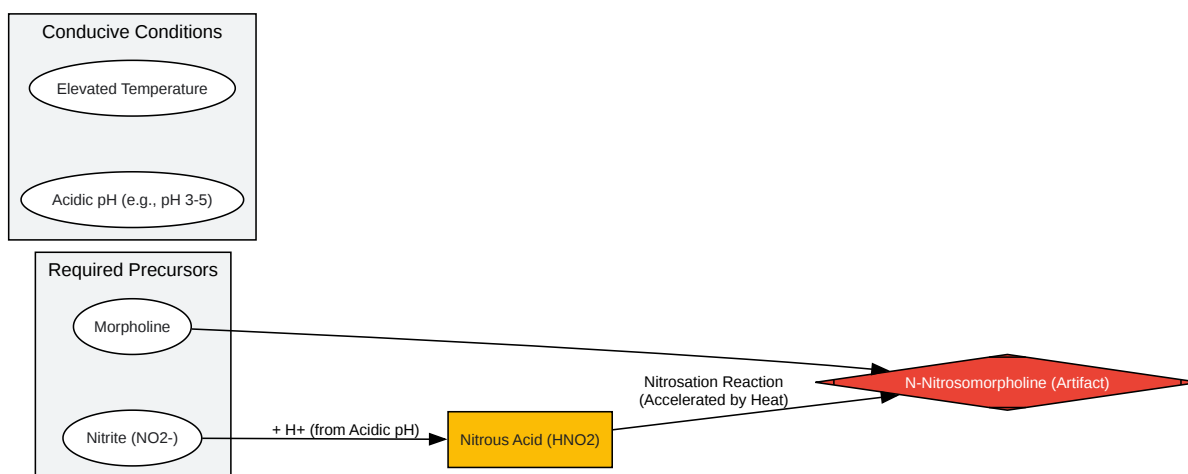 Conducive Conditions
Elevated Temperature
Acidic pH (e.g., pH 3-5)
Required Precursors
Morpholine
Nitrite (NO2-)
+ H+ (from Acidic pH)
Nitrous Acid (HNO2)
Nitrosation Reaction
(Accelerated by Heat)
N-Nitrosomorpholine (Artifact)